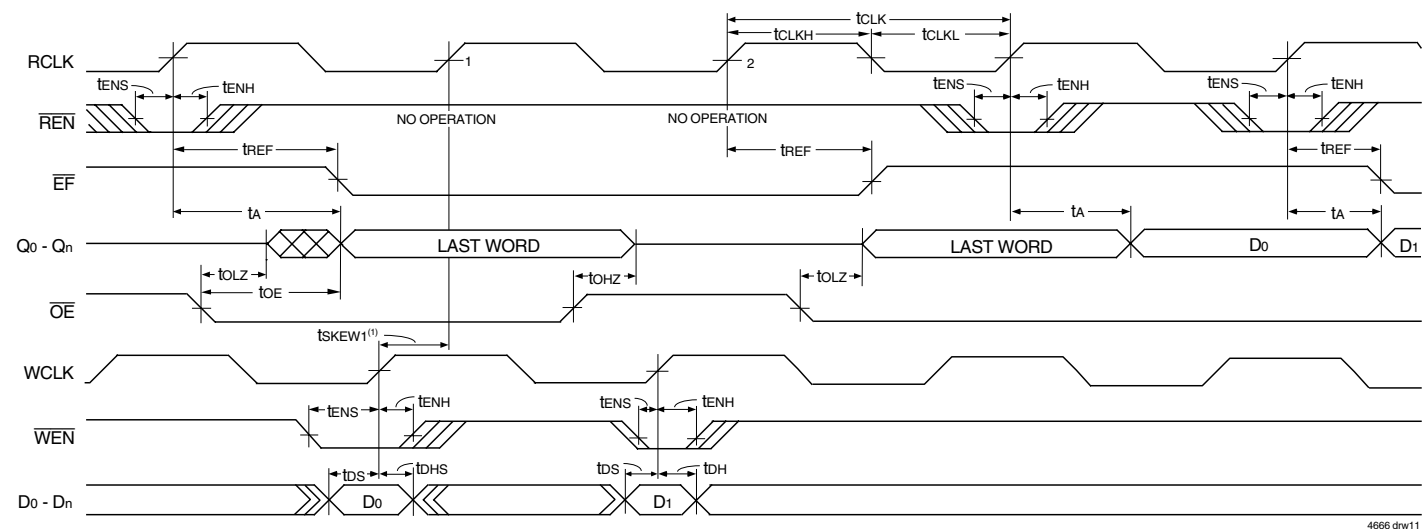 tCLK
tCLKH tCLKL
RCLK 1 2
tENS tENH tENS tENH tENS tENH
REN NO OPERATION NO OPERATION
tREF tREF tREF
EF
tA tA tA
Q0 - Qn LAST WORD LAST WORD D0 D1
tOLZ tOHZ tOLZ
tOE
OE
tSKEW1(1)
WCLK
tENS tENH tENS tENH
WEN
tDS tDHS tDS tDH
D0 - Dn D0 D1
4666 drw11